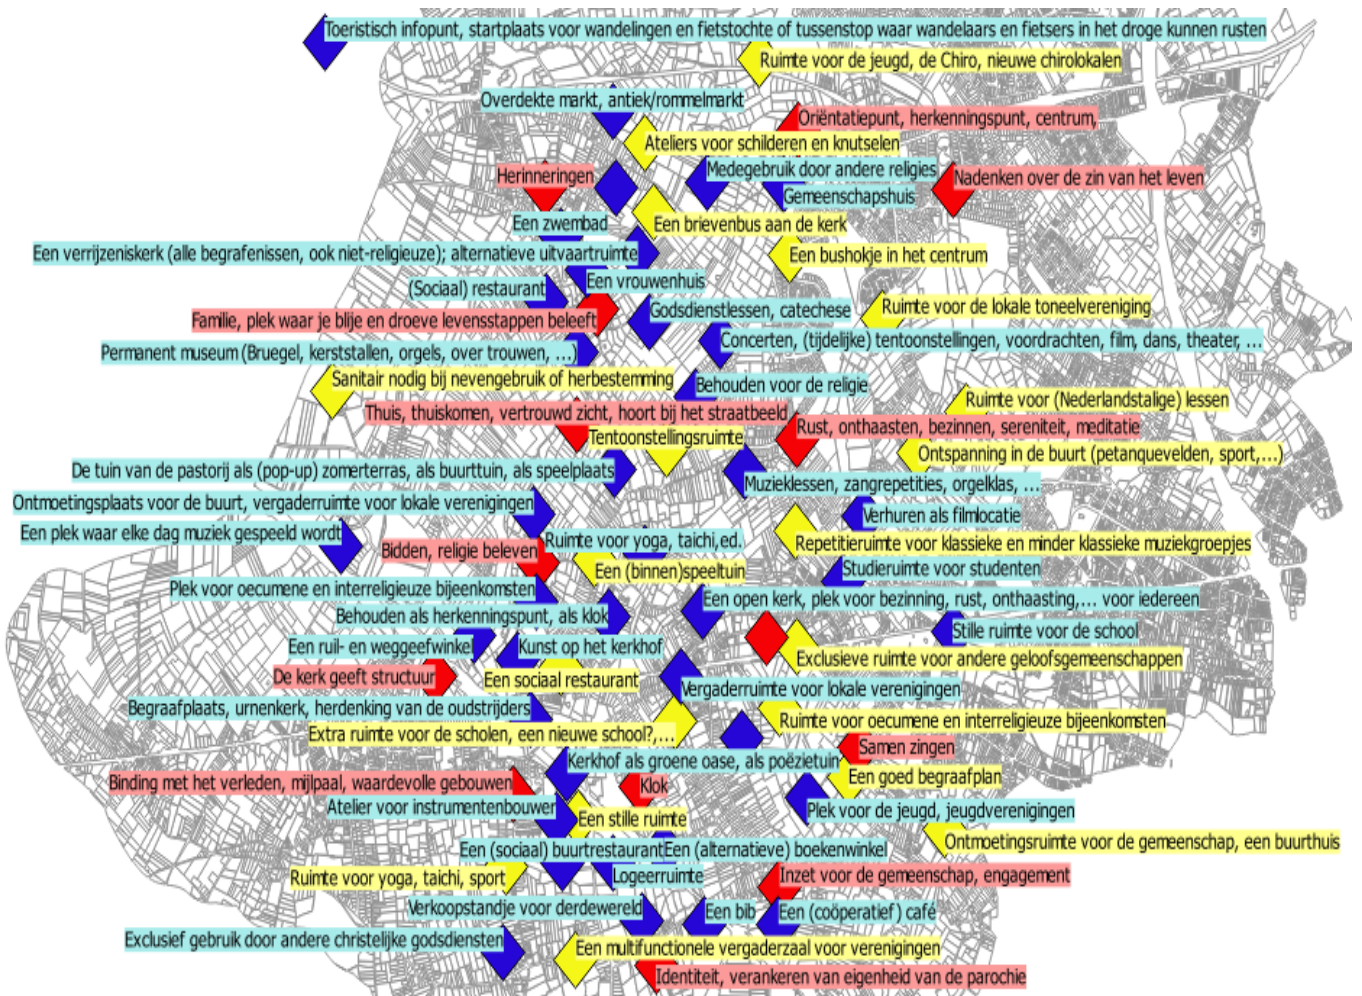 Toeristisch infopunt, startplaats voor wandelingen en fietstochte of tussenstop waar wandelaars en fietsers in het droge kunnen rusten
Ruimte voor de jeugd, de Chiro, nieuwe chirolokalen
Overdekte markt, antiek/rommelmarkt
Oriëntatiepunt, herkenningspunt, centrum,
Ateliers voor schilderen en knutselen
Herinneringen
Medegebruik door andere religies
Nadenken over de zin van het leven
Gemeenschapshuis
Een zwembad
Een brievenbus aan de kerk
Een verrijzeniskerk (alle begrafenissen, ook niet-religieuze); alternatieve uitvaartruimte
Een bushokje in het centrum
(Sociaal) restaurant
Een vrouwenhuis
Familie, plek waar je blije en droeve levensstappen beleeft
Godsdienstlessen, catechese
Ruimte voor de lokale toneelvereniging
Permanent museum (Bruegel, kerststallen, orgels, over trouwen, ...)
Concerten, (tijdelijke) tentoonstellingen, voordrachten, film, dans, theater, ...
Sanitair nodig bij nevengebruik of herbestemming
Behouden voor de religie
Ruimte voor (Nederlandstalige) lessen
Thuis, thuiskomen, vertrouwd zicht, hoort bij het straatbeeld
Rust, onthaasten, bezinnen, sereniteit, meditatie
Tentoonstellingsruimte
Ontspanning in de buurt (petanquevelden, sport,...)
De tuin van de pastorij als (pop-up) zomerterras, als buurttuin, als speelplaats
Muzieklessen, zangrepetities, orgelklas, ...
Ontmoetingsplaats voor de buurt, vergaderruimte voor lokale verenigingen
Verhuren als filmlocatie
Een plek waar elke dag muziek gespeeld wordt
Ruimte voor yoga, taichi,ed.
Bidden, religie beleven
Repetitieruimte voor klassieke en minder klassieke muziekgroepjes
Een (binnen)speeltuin
Studieruimte voor studenten
Plek voor oecumene en interreligieuze bijeenkomsten
Een open kerk, plek voor bezinning, rust, onthaasting,... voor iedereen
Behouden als herkenningspunt, als klok
Stille ruimte voor de school
Een ruil- en weggeefwinkel
Kunst op het kerkhof
Exclusieve ruimte voor andere geloofsgemeenschappen
De kerk geeft structuur
Een sociaal restaurant
Vergaderruimte voor lokale verenigingen
Begraafplaats, urnenkerk, herdenking van de oudstrijders
Ruimte voor oecumene en interreligieuze bijeenkomsten
Extra ruimte voor de scholen, een nieuwe school?,...
Samen zingen
Kerkhof als groene oase, als poëzietuin
Een goed begraafplan
Binding met het verleden, mijlpaal, waardevolle gebouwen
Klok
Atelier voor instrumentenbouwer
Plek voor de jeugd, jeugdverenigingen
Een stille ruimte
Ontmoetingsruimte voor de gemeenschap, een buurthuis
Een (sociaal) buurtrestaurant
Een (alternatieve) boekenwinkel
Ruimte voor yoga, taichi, sport
Logeerruimte
Inzet voor de gemeenschap, engagement
Verkoopstandje voor derdewereld
Een bib
Een (coöperatief) café
Exclusief gebruik door andere christelijke godsdiensten
Een multifunctionele vergaderzaal voor verenigingen
Identiteit, verankeren van eigenheid van de parochie